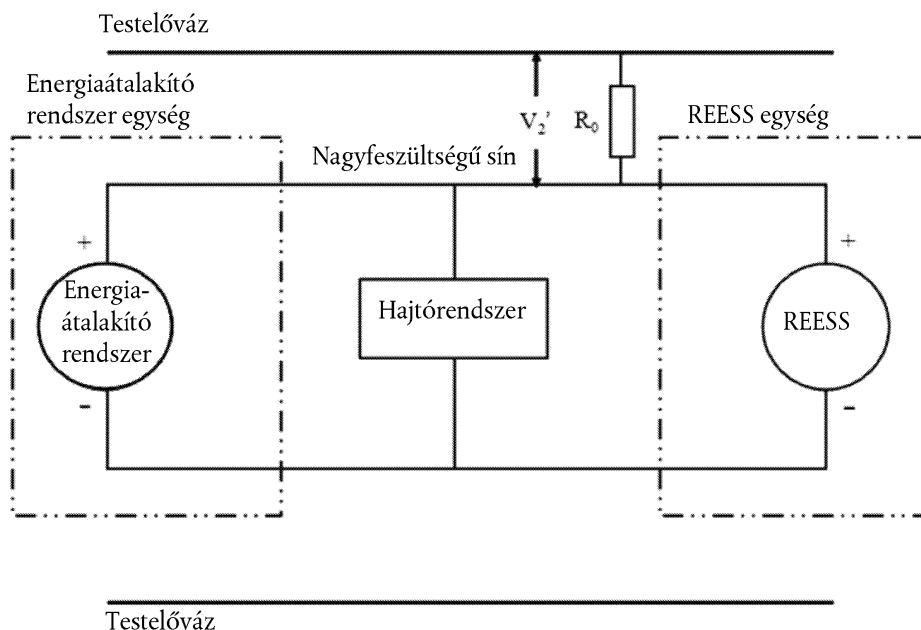 Testelőváz
Energiaátalakító
rendszer egység
V₂’
R₀
REESS egység
Nagyfeszültségű sín
+
+
Energia-
átalakító
rendszer
Hajtórendszer
REESS
-
-
Testelőváz